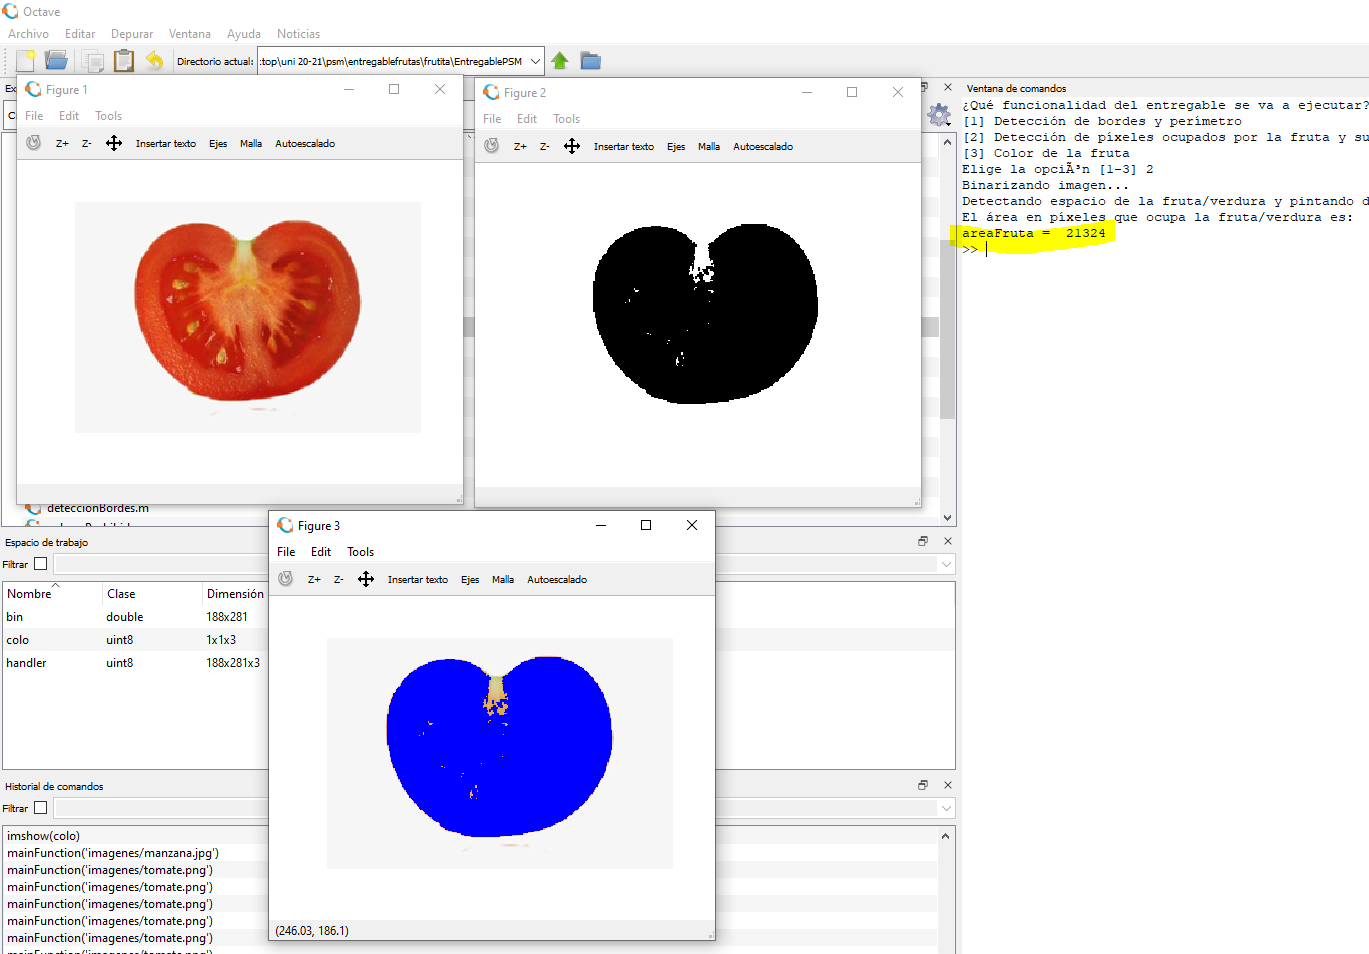 Octave
Archivo Editar Depurar Ventana Ayuda Noticias
Directorio actual: :top\uni 20-21\psm\entregablefrutas\frutita\EntregablePSM
Figure 1
File Edit Tools
Z+ Z- Insertar texto Ejes Malla Autoescalado
Figure 2
File Edit Tools
Z+ Z- Insertar texto Ejes Malla Autoescalado
Ventana de comandos
¿Qué funcionalidad del entregable se va a ejecutar?
[1] Detección de bordes y perímetro
[2] Detección de píxeles ocupados por la fruta y su
[3] Color de la fruta
Elige la opciÃ³n [1-3] 2
Binarizando imagen...
Detectando espacio de la fruta/verdura y pintando d
El área en píxeles que ocupa la fruta/verdura es:
areaFruta = 21324
>>
deteccionBordes.m
Figure 3
File Edit Tools
Z+ Z- Insertar texto Ejes Malla Autoescalado
(246.03, 186.1)
Espacio de trabajo
Filtrar
Nombre Clase Dimensión
bin double 188x281
colo uint8 1x1x3
handler uint8 188x281x3
Historial de comandos
Filtrar
imshow(colo)
mainFunction('imagenes/manzana.jpg')
mainFunction('imagenes/tomate.png')
mainFunction('imagenes/tomate.png')
mainFunction('imagenes/tomate.png')
mainFunction('imagenes/tomate.png')
mainFunction('imagenes/tomate.png')